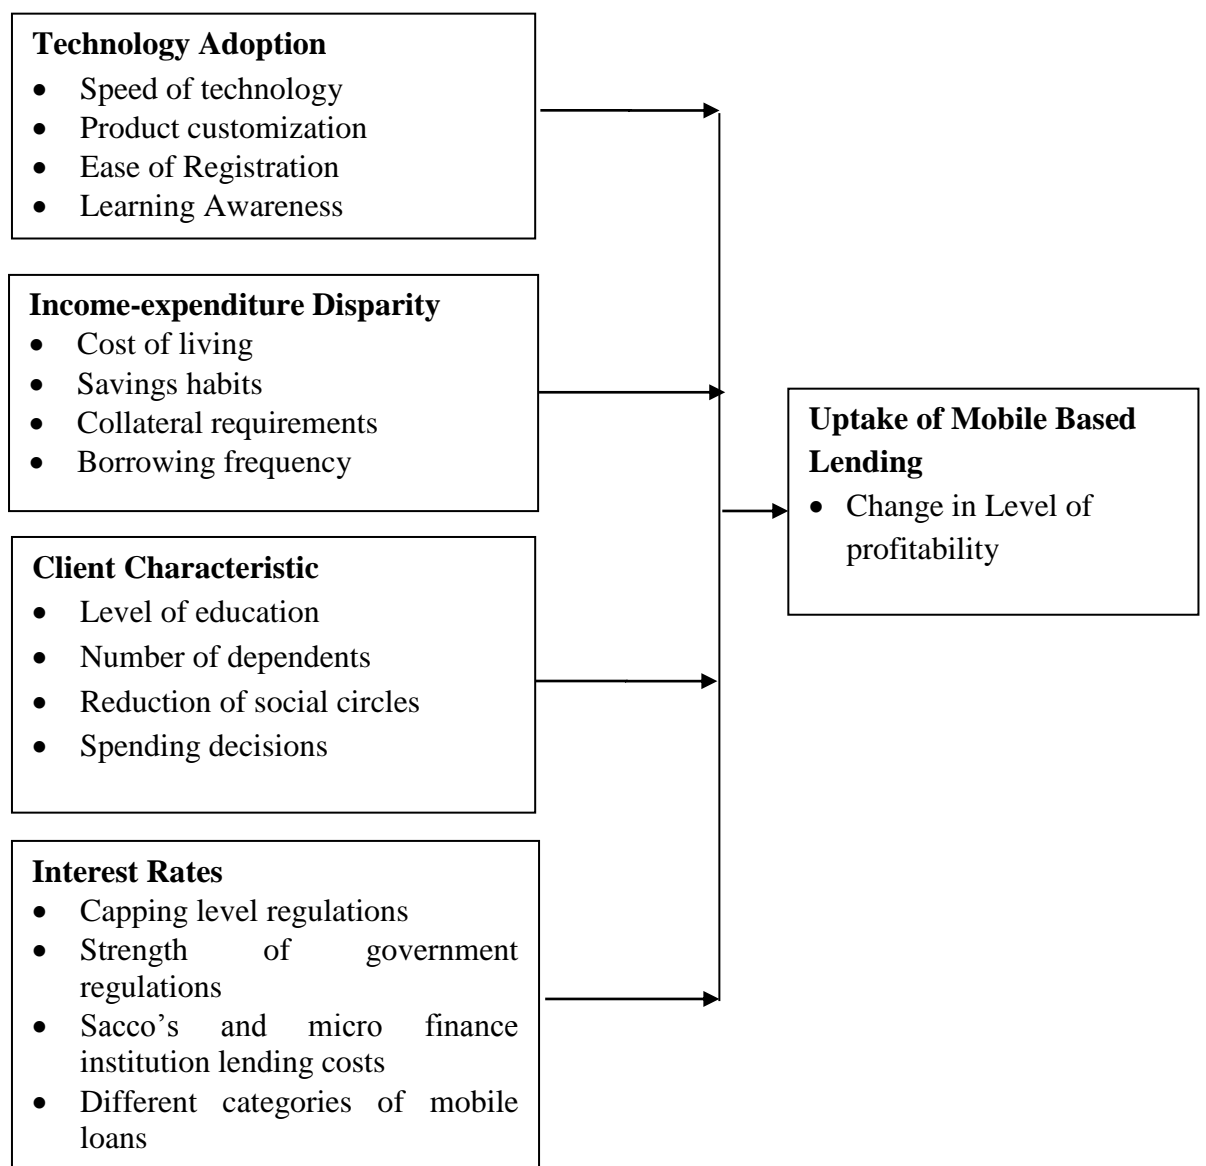 Technology Adoption
• Speed of technology
• Product customization
• Ease of Registration
• Learning Awareness
Income-expenditure Disparity
• Cost of living
• Savings habits
• Collateral requirements
• Borrowing frequency
Client Characteristic
• Level of education
• Number of dependents
• Reduction of social circles
• Spending decisions
Interest Rates
• Capping level regulations
• Strength of government
regulations
• Sacco’s and micro finance
institution lending costs
• Different categories of mobile
loans
Uptake of Mobile Based
Lending
• Change in Level of
profitability